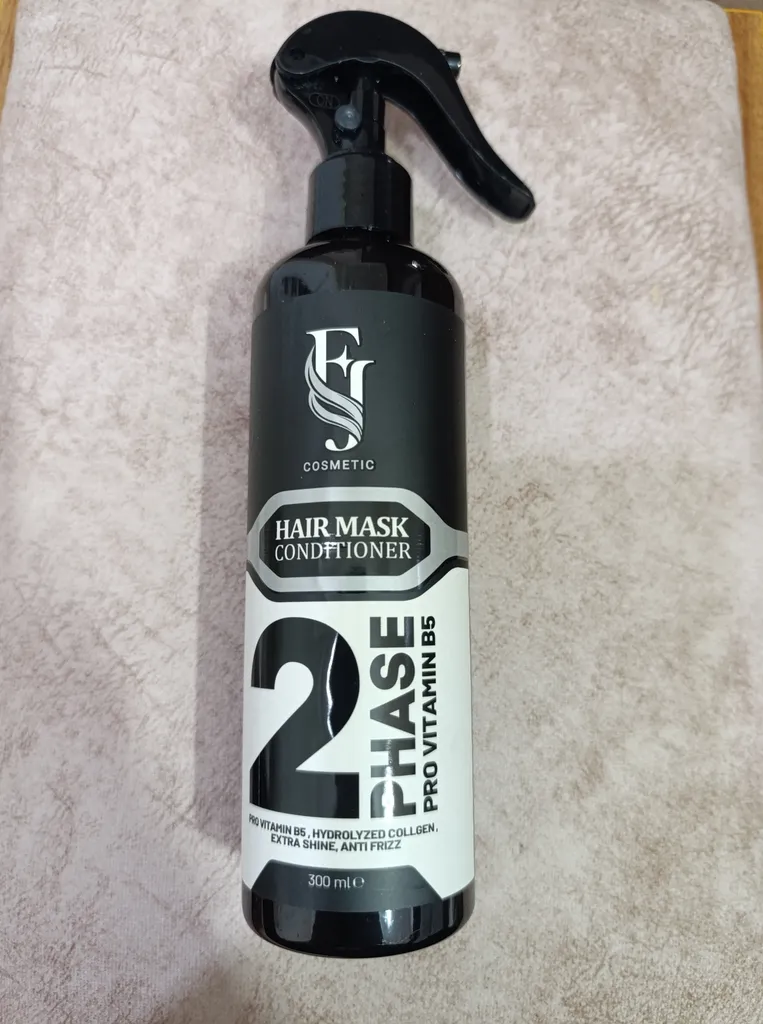 ON
FJ
COSMETIC
HAIR MASK
CONDITIONER
2
PHASE
PRO VITAMIN B5
PRO VITAMIN B5 , HYDROLYZED COLLGEN ,
EXTRA SHINE, ANTI FRIZZ
300 ml ℮